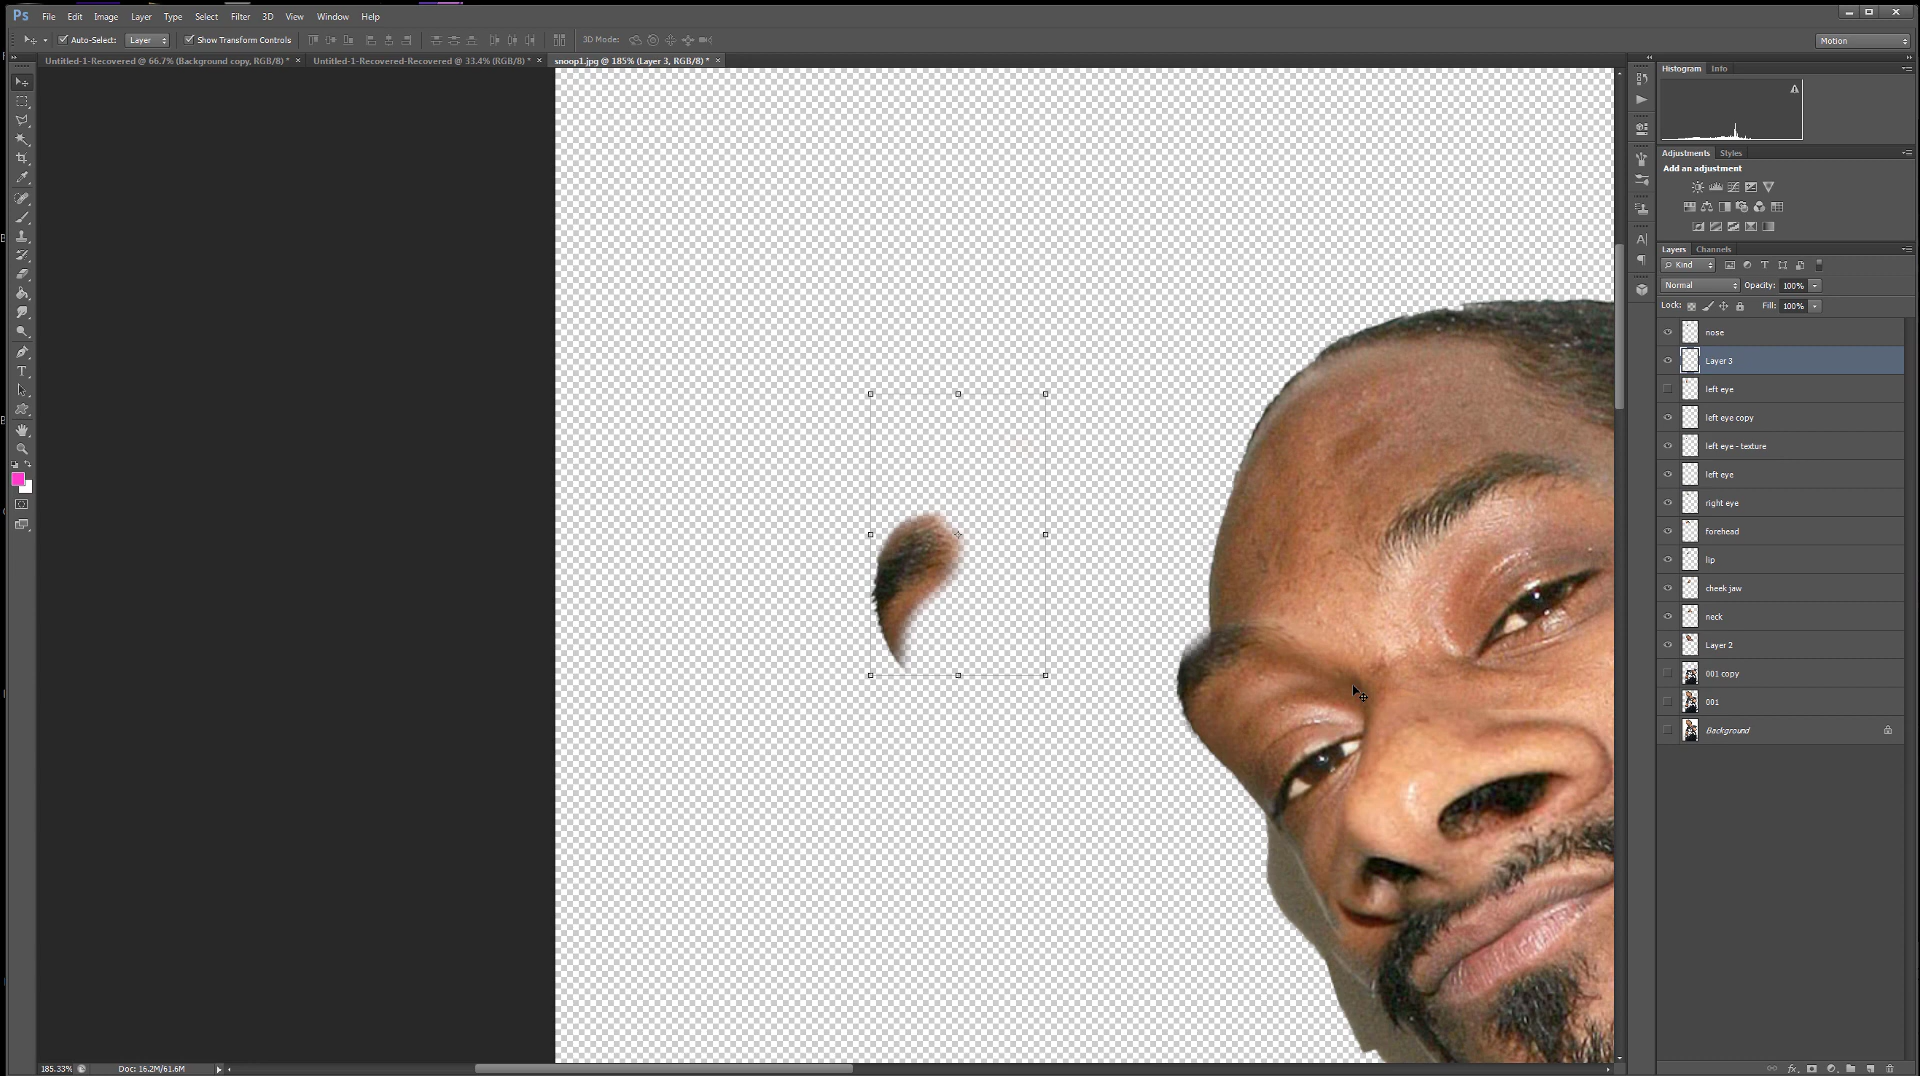 Ps File Edit Image Layer Type Select Filter 3D View Window Help
Auto-Select: Layer Show Transform Controls 3D Mode: Motion
Untitled-1-Recovered @ 66.7% (Background copy, RGB/8) * × Untitled-1-Recovered-Recovered @ 33.4% (RGB/8) * × snoop1.jpg @ 185% (Layer 3, RGB/8) * ×
Histogram Info
Adjustments Styles
Add an adjustment
Layers Channels
Kind
Normal Opacity: 100%
Lock: Fill: 100%
nose
Layer 3
left eye
left eye copy
left eye - texture
left eye
right eye
forehead
lip
cheek jaw
neck
Layer 2
001 copy
001
Background
185.33% Doc: 16.2M/61.6M